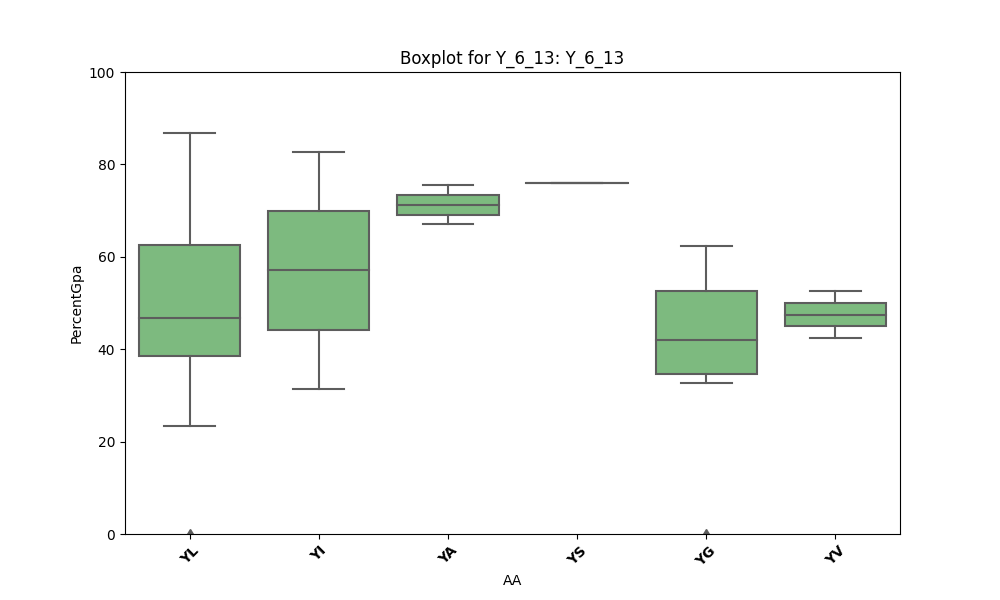 Boxplot for Y_6_13: Y_6_13
PercentGpa
100
80
60
40
20
0
YL
YI
YA
YS
YG
YV
AA